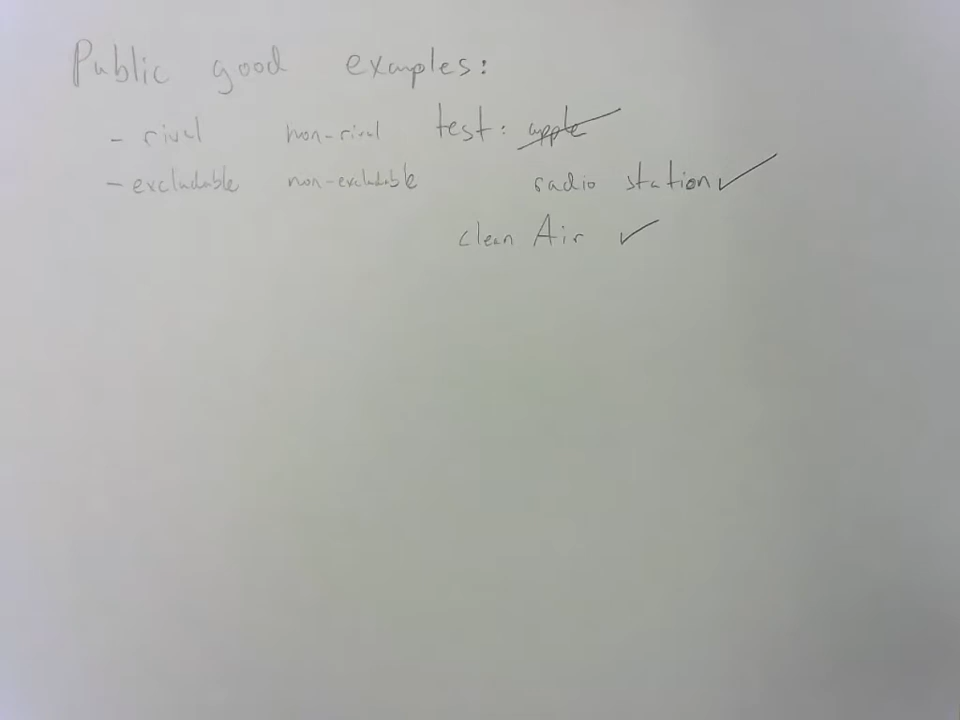 Public good examples:
- rival non-rival test: apple
- excludable non-excludable radio station ✓
clean Air ✓